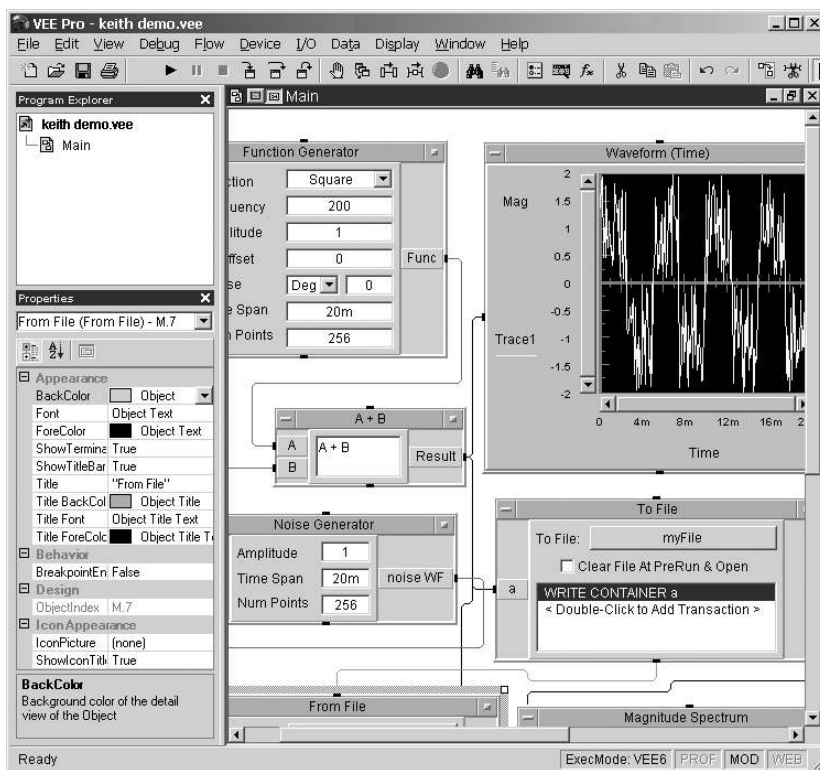 VEE Pro - keith demo.vee
File Edit View Debug Flow Device I/O Data Display Window Help
Program Explorer
keith demo.vee
Main
Properties
From File (From File) - M.7
Appearance
BackColor Object
Font Object Text
ForeColor Object Text
ShowTermina True
ShowTitleBar True
Title "From File"
Title BackCol Object Title
Title Font Object Title Text
Title ForeColc Object Title T
Behavior
BreakpointEn False
Design
ObjectIndex M.7
Icon Appearance
IconPicture (none)
ShowIconTitl True
BackColor
Background color of the detail
view of the Object
Main
Function Generator
ction Square
uency 200
litude 1
ffset 0
Func
se Deg 0
e Span 20m
n Points 256
Waveform (Time)
Mag
2
1.5
1
0.5
0
-0.5
-1
-1.5
-2
Trace1
0 4m 8m 12m 16m 2
Time
A + B
A
B
A + B
Result
Noise Generator
Amplitude 1
Time Span 20m
Num Points 256
noise WF
To File
To File: myFile
Clear File At PreRun & Open
a
WRITE CONTAINER a
< Double-Click to Add Transaction >
From File
Magnitude Spectrum
Ready
ExecMode: VEE6 PROF MOD WEB